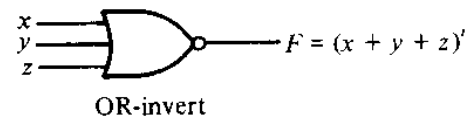 x
y
z
F = (x + y + z)′
OR-invert